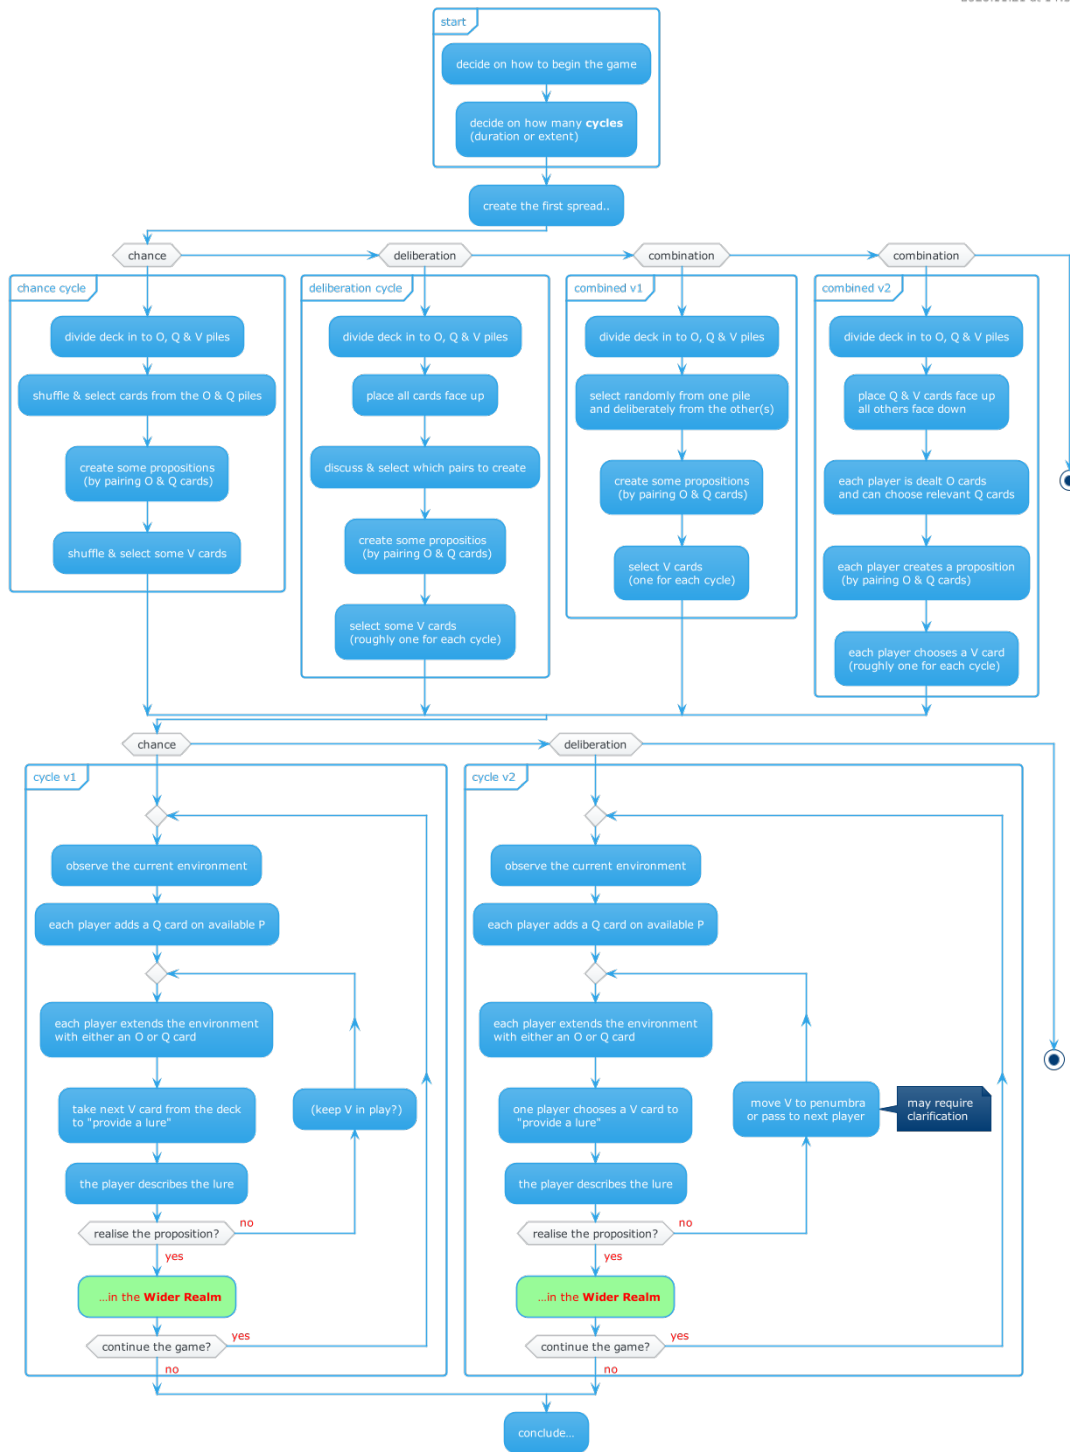 start
decide on how to begin the game
decide on how many cycles
(duration or extent)
create the first spread..
chance
deliberation
combination
combination
chance cycle
divide deck in to O, Q & V piles
shuffle & select cards from the O & Q piles
create some propositions
(by pairing O & Q cards)
shuffle & select some V cards
deliberation cycle
divide deck in to O, Q & V piles
place all cards face up
discuss & select which pairs to create
create some propositios
(by pairing O & Q cards)
select some V cards
(roughly one for each cycle)
combined v1
divide deck in to O, Q & V piles
select randomly from one pile
and deliberately from the other(s)
create some propositions
(by pairing O & Q cards)
select V cards
(one for each cycle)
combined v2
divide deck in to O, Q & V piles
place Q & V cards face up
all others face down
each player is dealt O cards
and can choose relevant Q cards
each player creates a proposition
(by pairing O & Q cards)
each player chooses a V card
(roughly one for each cycle)
chance
deliberation
cycle v1
observe the current environment
each player adds a Q card on available P
each player extends the environment
with either an O or Q card
take next V card from the deck
to "provide a lure"
(keep V in play?)
the player describes the lure
realise the proposition?
no
yes
...in the Wider Realm
continue the game?
yes
no
cycle v2
observe the current environment
each player adds a Q card on available P
each player extends the environment
with either an O or Q card
one player chooses a V card to
"provide a lure"
move V to penumbra
or pass to next player
may require
clarification
the player describes the lure
realise the proposition?
no
yes
...in the Wider Realm
continue the game?
yes
no
conclude...